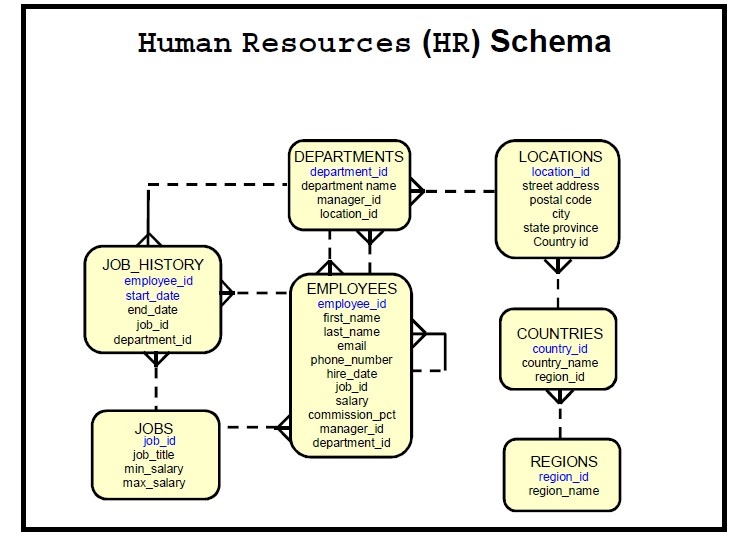 Human Resources (HR) Schema
DEPARTMENTS
department_id
department name
manager_id
location_id
LOCATIONS
location_id
street address
postal code
city
state province
Country id
JOB_HISTORY
employee_id
start_date
end_date
job_id
department_id
EMPLOYEES
employee_id
first_name
last_name
email
phone_number
hire_date
job_id
salary
commission_pct
manager_id
department_id
COUNTRIES
country_id
country_name
region_id
JOBS
job_id
job_title
min_salary
max_salary
REGIONS
region_id
region_name